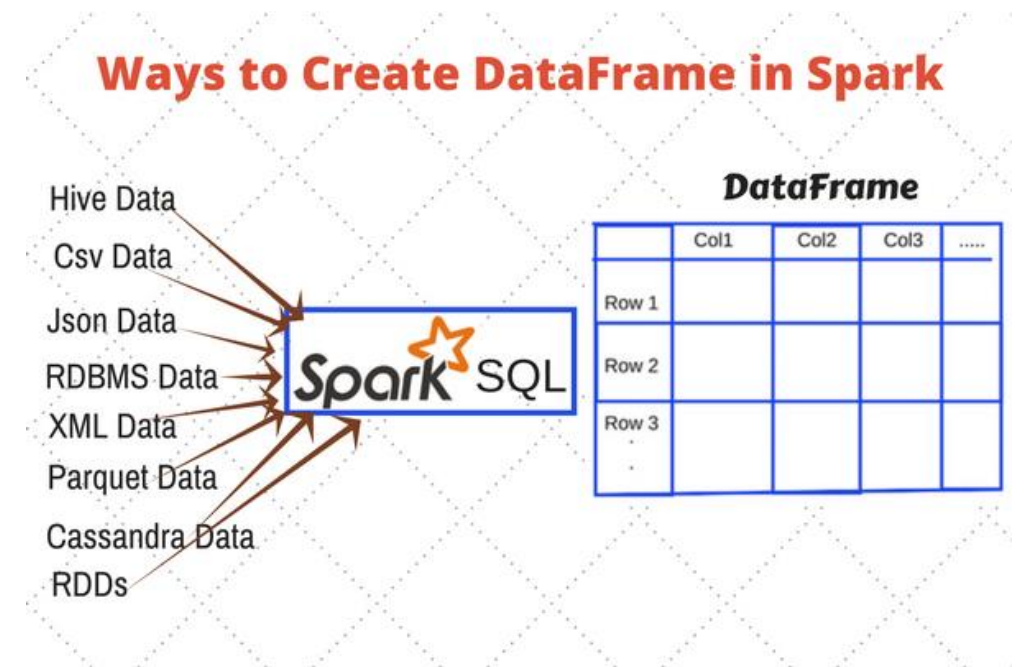 Ways to Create DataFrame in Spark
Hive Data
Csv Data
Json Data
RDBMS Data
XML Data
Parquet Data
Cassandra Data
RDDs
Spark SQL
DataFrame
Col1 Col2 Col3 .....
Row 1
Row 2
Row 3
.
.